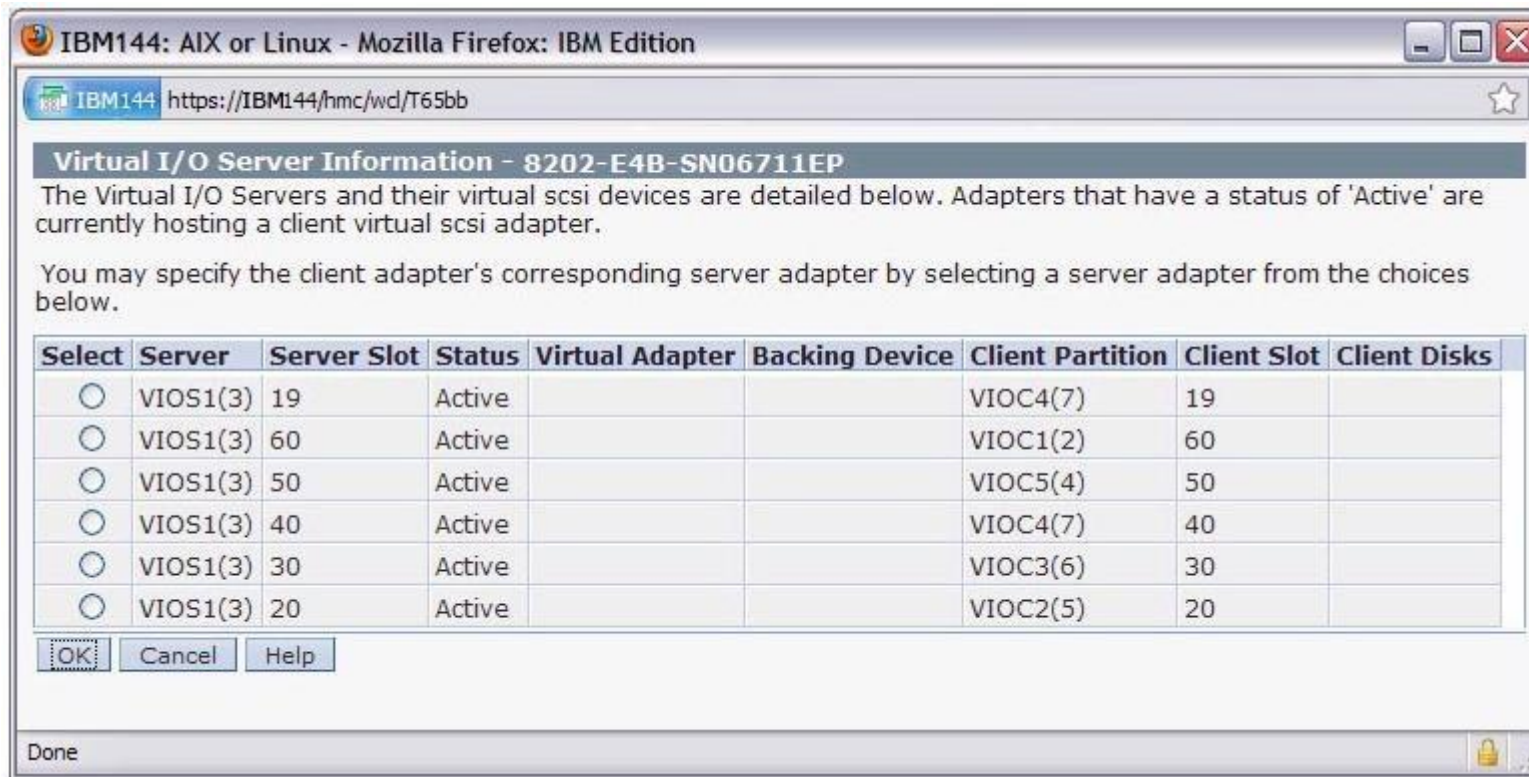 IBM144: AIX or Linux - Mozilla Firefox: IBM Edition
IBM144 https://IBM144/hmc/wcl/T65bb
Virtual I/O Server Information - 8202-E4B-SN06711EP
The Virtual I/O Servers and their virtual scsi devices are detailed below. Adapters that have a status of 'Active' are
currently hosting a client virtual scsi adapter.
You may specify the client adapter's corresponding server adapter by selecting a server adapter from the choices
below.
Select Server Server Slot Status Virtual Adapter Backing Device Client Partition Client Slot Client Disks
VIOS1(3) 19 Active VIOC4(7) 19
VIOS1(3) 60 Active VIOC1(2) 60
VIOS1(3) 50 Active VIOC5(4) 50
VIOS1(3) 40 Active VIOC4(7) 40
VIOS1(3) 30 Active VIOC3(6) 30
VIOS1(3) 20 Active VIOC2(5) 20
OK Cancel Help
Done